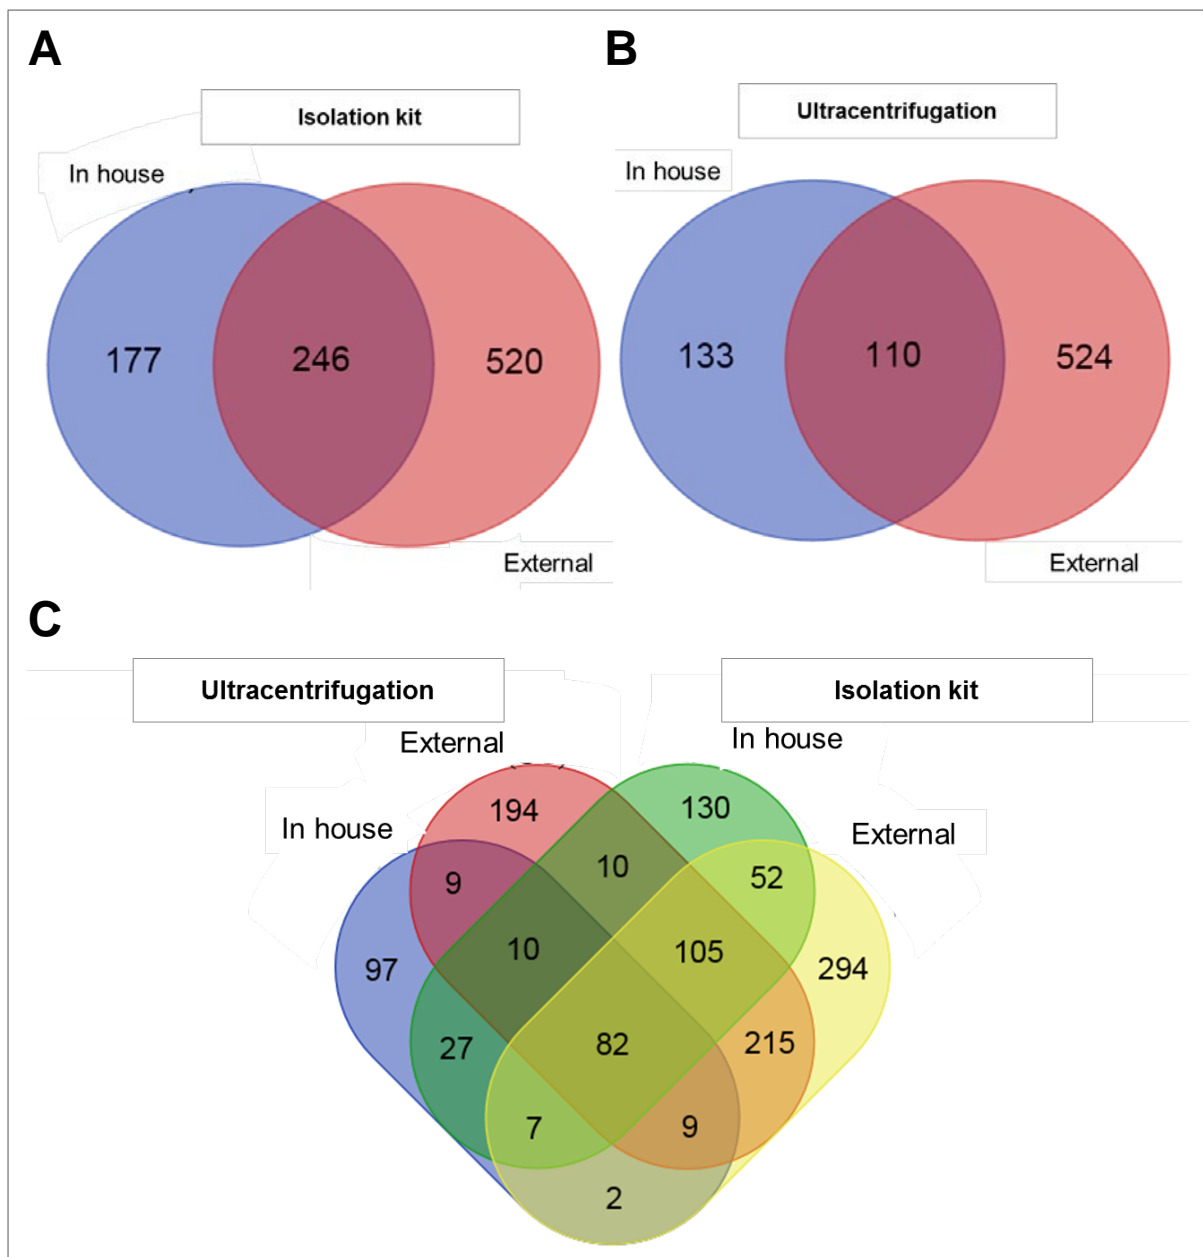 A
B
Isolation kit
Ultracentrifugation
In house
In house
177
246
520
133
110
524
External
External
C
Ultracentrifugation
Isolation kit
External
In house
In house
External
194
130
9
10
52
97
10
105
294
27
82
215
7
9
2